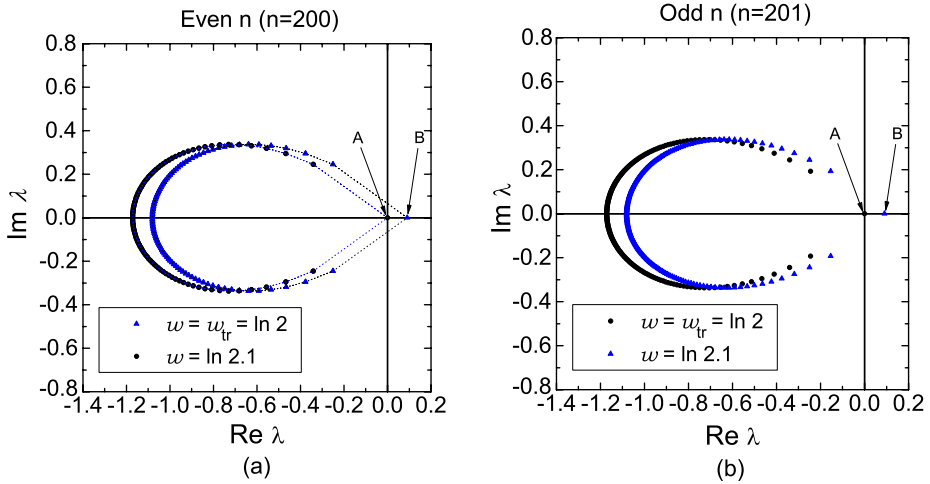 Even n (n=200)
0.8
0.6
0.4
0.2
0.0
-0.2
-0.4
-0.6
-0.8
Im λ
A
B
w = w_tr = ln 2
w = ln 2.1
-1.4 -1.2 -1.0 -0.8 -0.6 -0.4 -0.2 0.0 0.2
Re λ
(a)
Odd n (n=201)
0.8
0.6
0.4
0.2
0.0
-0.2
-0.4
-0.6
-0.8
Im λ
A
B
w = w_tr = ln 2
w = ln 2.1
-1.4 -1.2 -1.0 -0.8 -0.6 -0.4 -0.2 0.0 0.2
Re λ
(b)